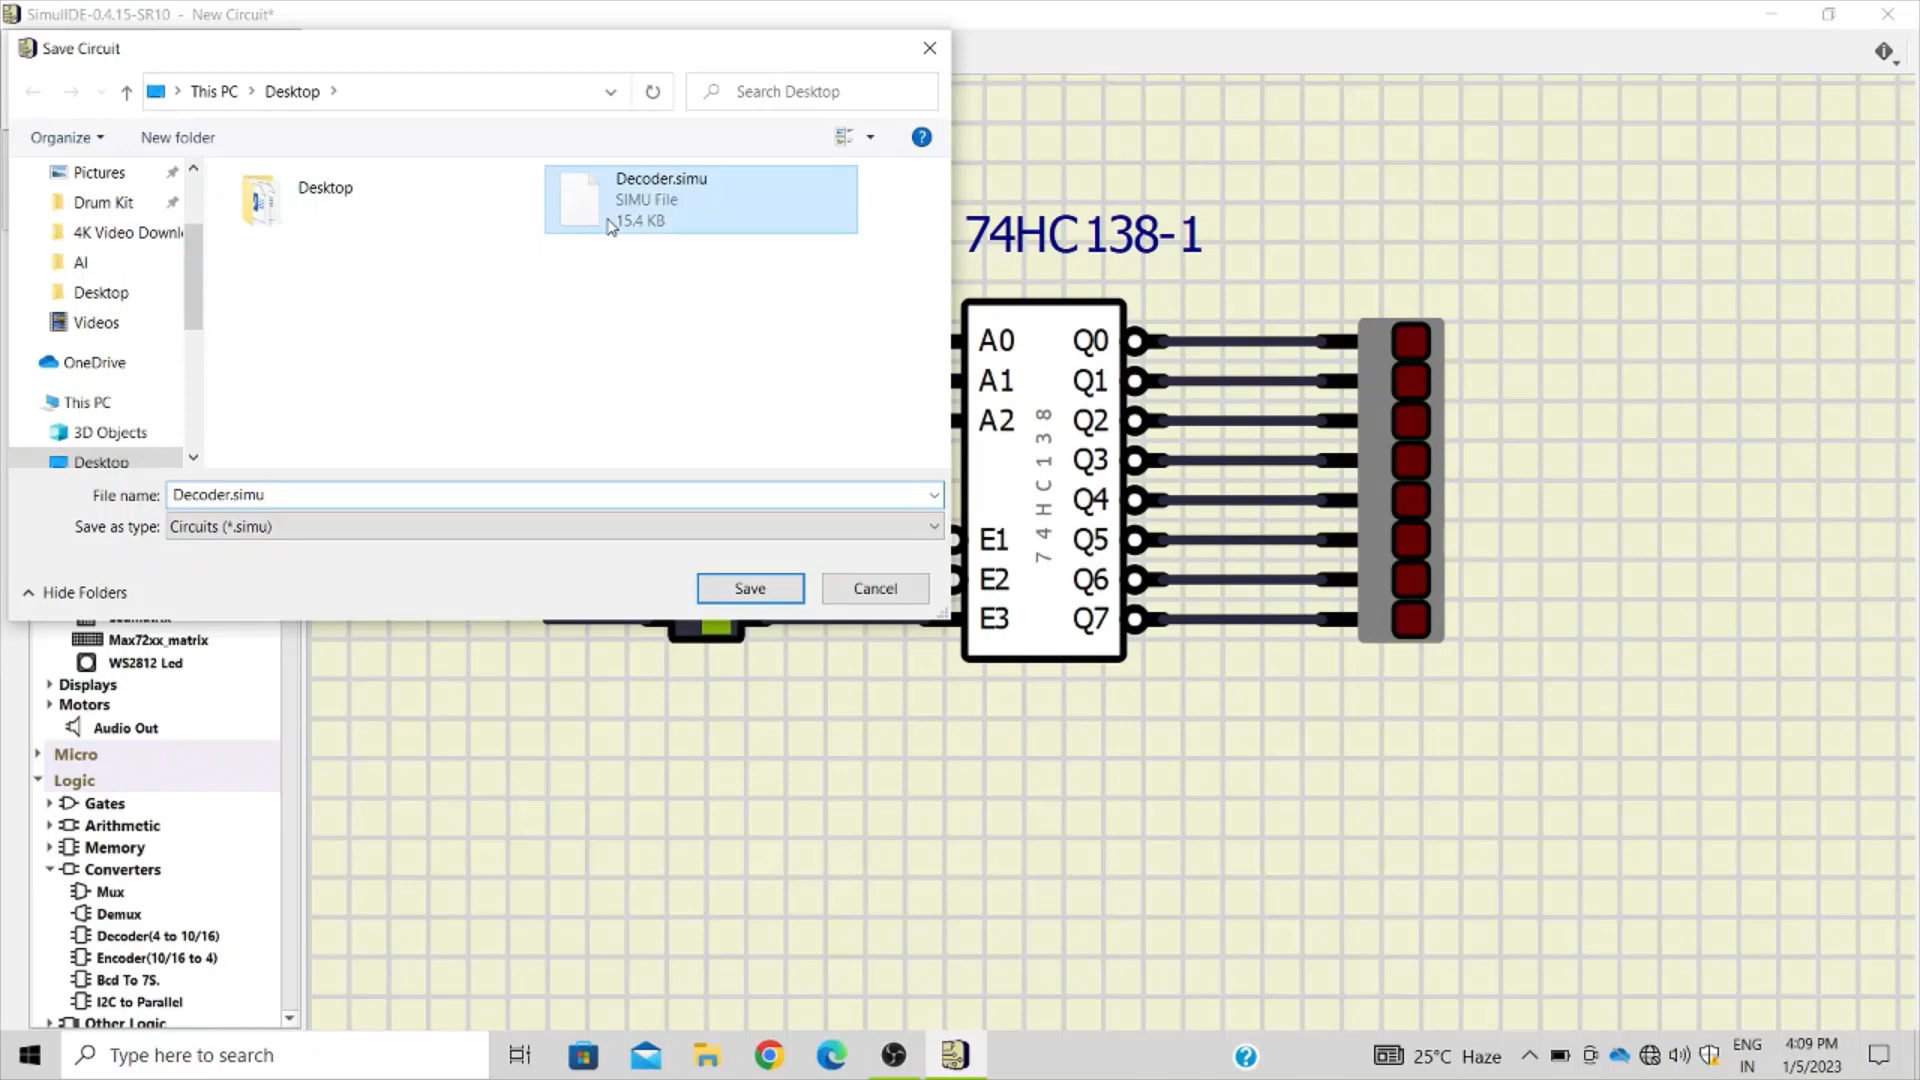 SimulIDE-0.4.15-SR10 - New Circuit*
Save Circuit
This PC > Desktop >
Search Desktop
Organize
New folder
Pictures
Drum Kit
4K Video Downl
AI
Desktop
Videos
OneDrive
This PC
3D Objects
Desktop
Desktop
Decoder.simu
SIMU File
15.4 KB
File name: Decoder.simu
Save as type: Circuits (*.simu)
Hide Folders
Save
Cancel
74HC138-1
A0 Q0
A1 Q1
A2 Q2
Q3
Q4
E1 Q5
E2 Q6
E3 Q7
74HC138
Max72xx_matrix
WS2812 Led
Displays
Motors
Audio Out
Micro
Logic
Gates
Arithmetic
Memory
Converters
Mux
Demux
Decoder(4 to 10/16)
Encoder(10/16 to 4)
Bcd To 7S.
I2C to Parallel
Other Logic
Type here to search
25°C Haze
ENG
IN
4:09 PM
1/5/2023